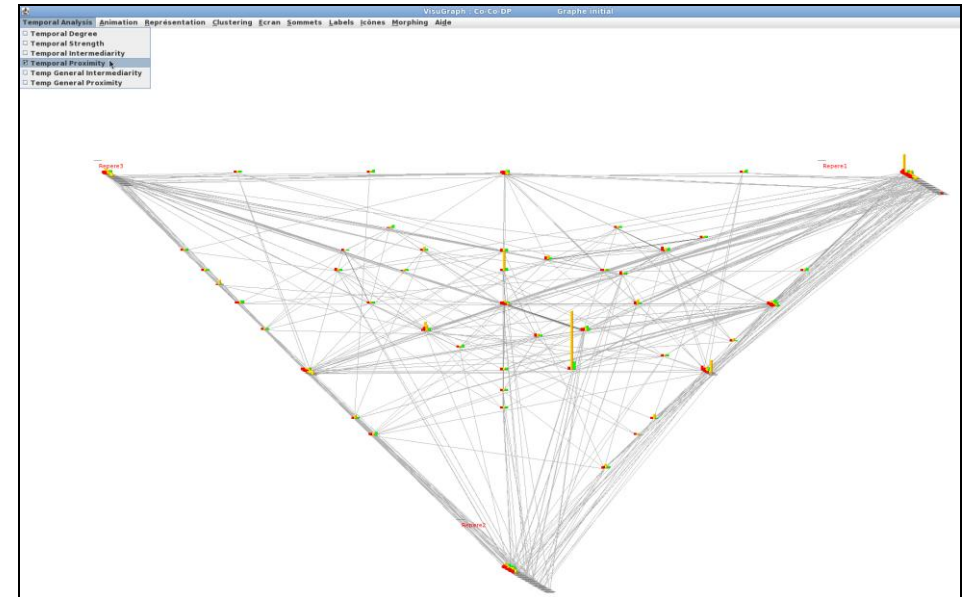 VisuGraph : Co-Co-DP Graphe initial
Temporal Analysis Animation Représentation Clustering Ecran Sommets Labels Icônes Morphing Aide
Temporal Degree
Temporal Strength
Temporal Intermediarity
Temporal Proximity
Temp General Intermediarity
Temp General Proximity
Repere3 Repere1
Repere2